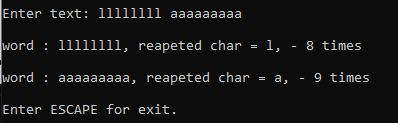 Enter text: llllllll aaaaaaaaa
word : llllllll, reapeted char = l, - 8 times
word : aaaaaaaaa, reapeted char = a, - 9 times
Enter ESCAPE for exit.